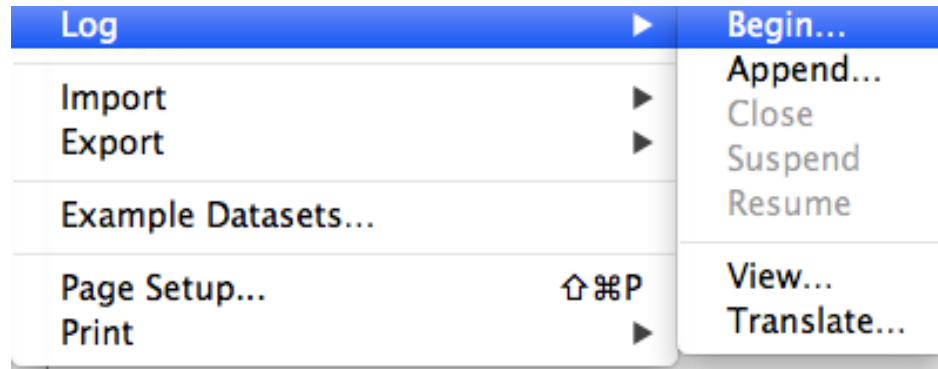 Log ▶
Import ▶
Export ▶
Example Datasets...
Page Setup... ⇧⌘P
Print ▶
Begin...
Append...
Close
Suspend
Resume
View...
Translate...